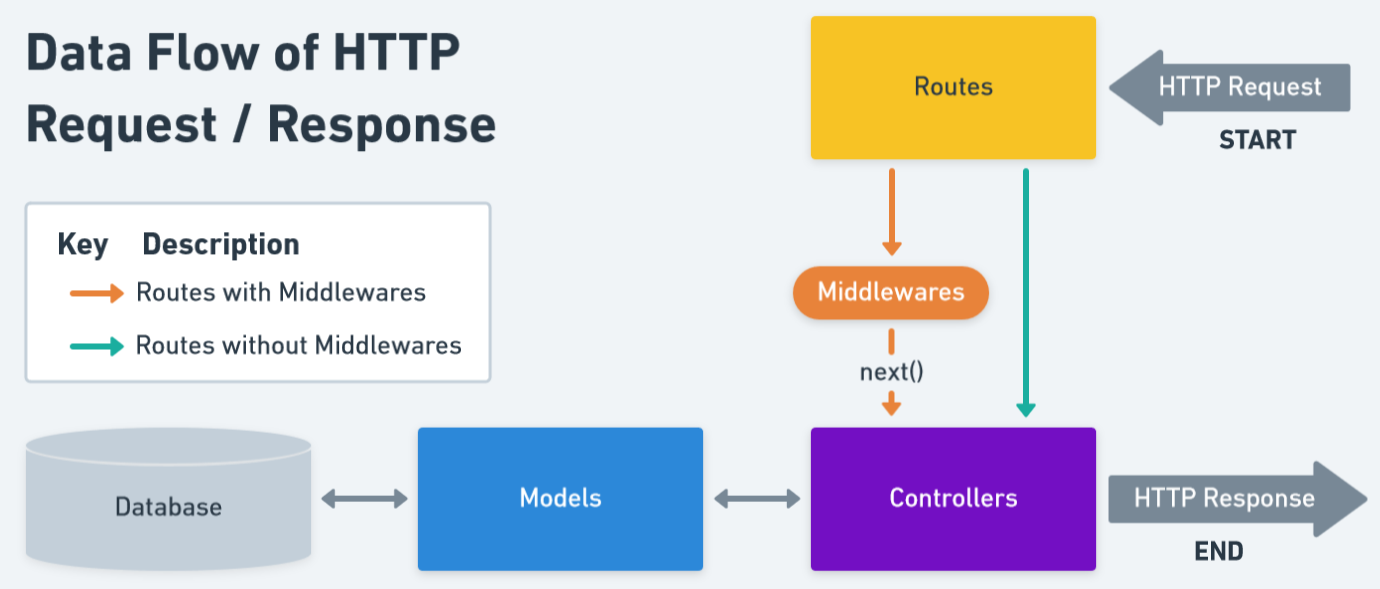 Data Flow of HTTP
Request / Response
Routes
HTTP Request
START
Key Description
Routes with Middlewares
Routes without Middlewares
Middlewares
next()
Database
Models
Controllers
HTTP Response
END